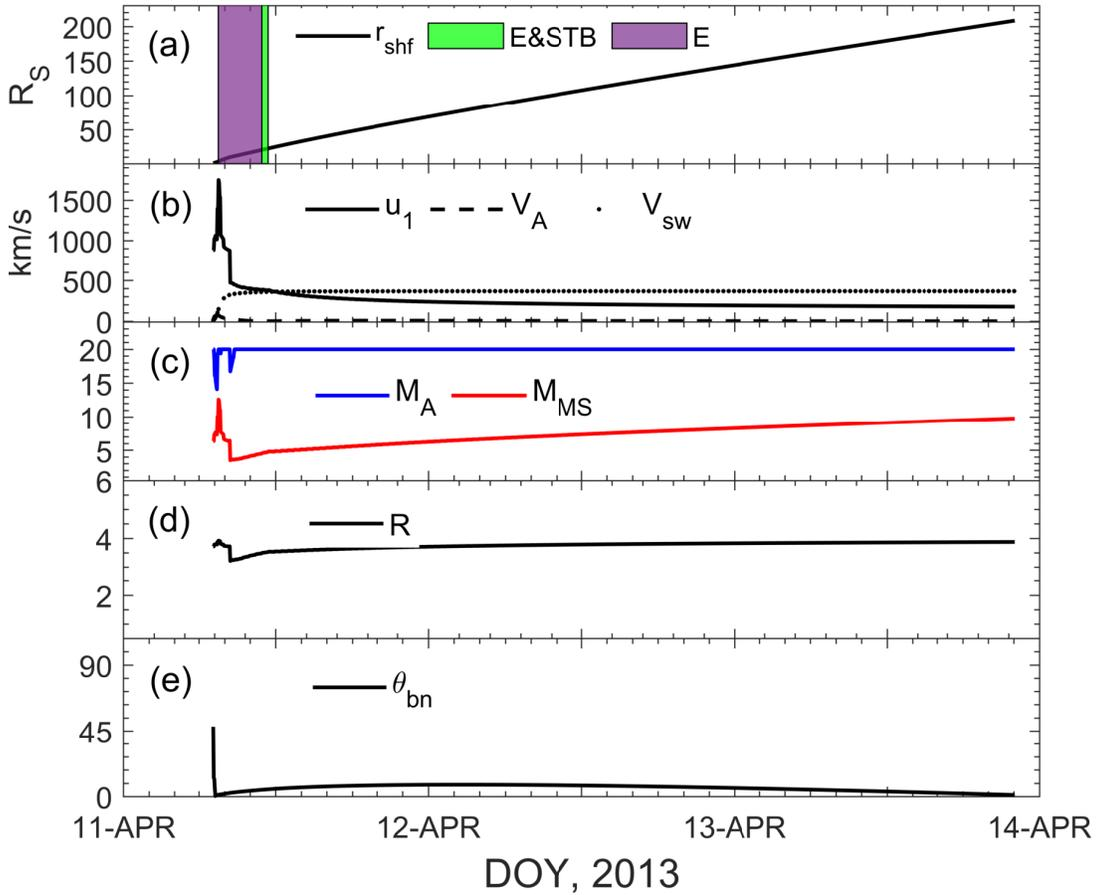 (a) r_shf E&STB E
R_S
200
150
100
50
(b) u_1 V_A V_sw
km/s
1500
1000
500
0
(c) M_A M_MS
20
15
10
5
(d) R
6
4
2
(e) θ_bn
90
45
0
11-APR 12-APR 13-APR 14-APR
DOY, 2013